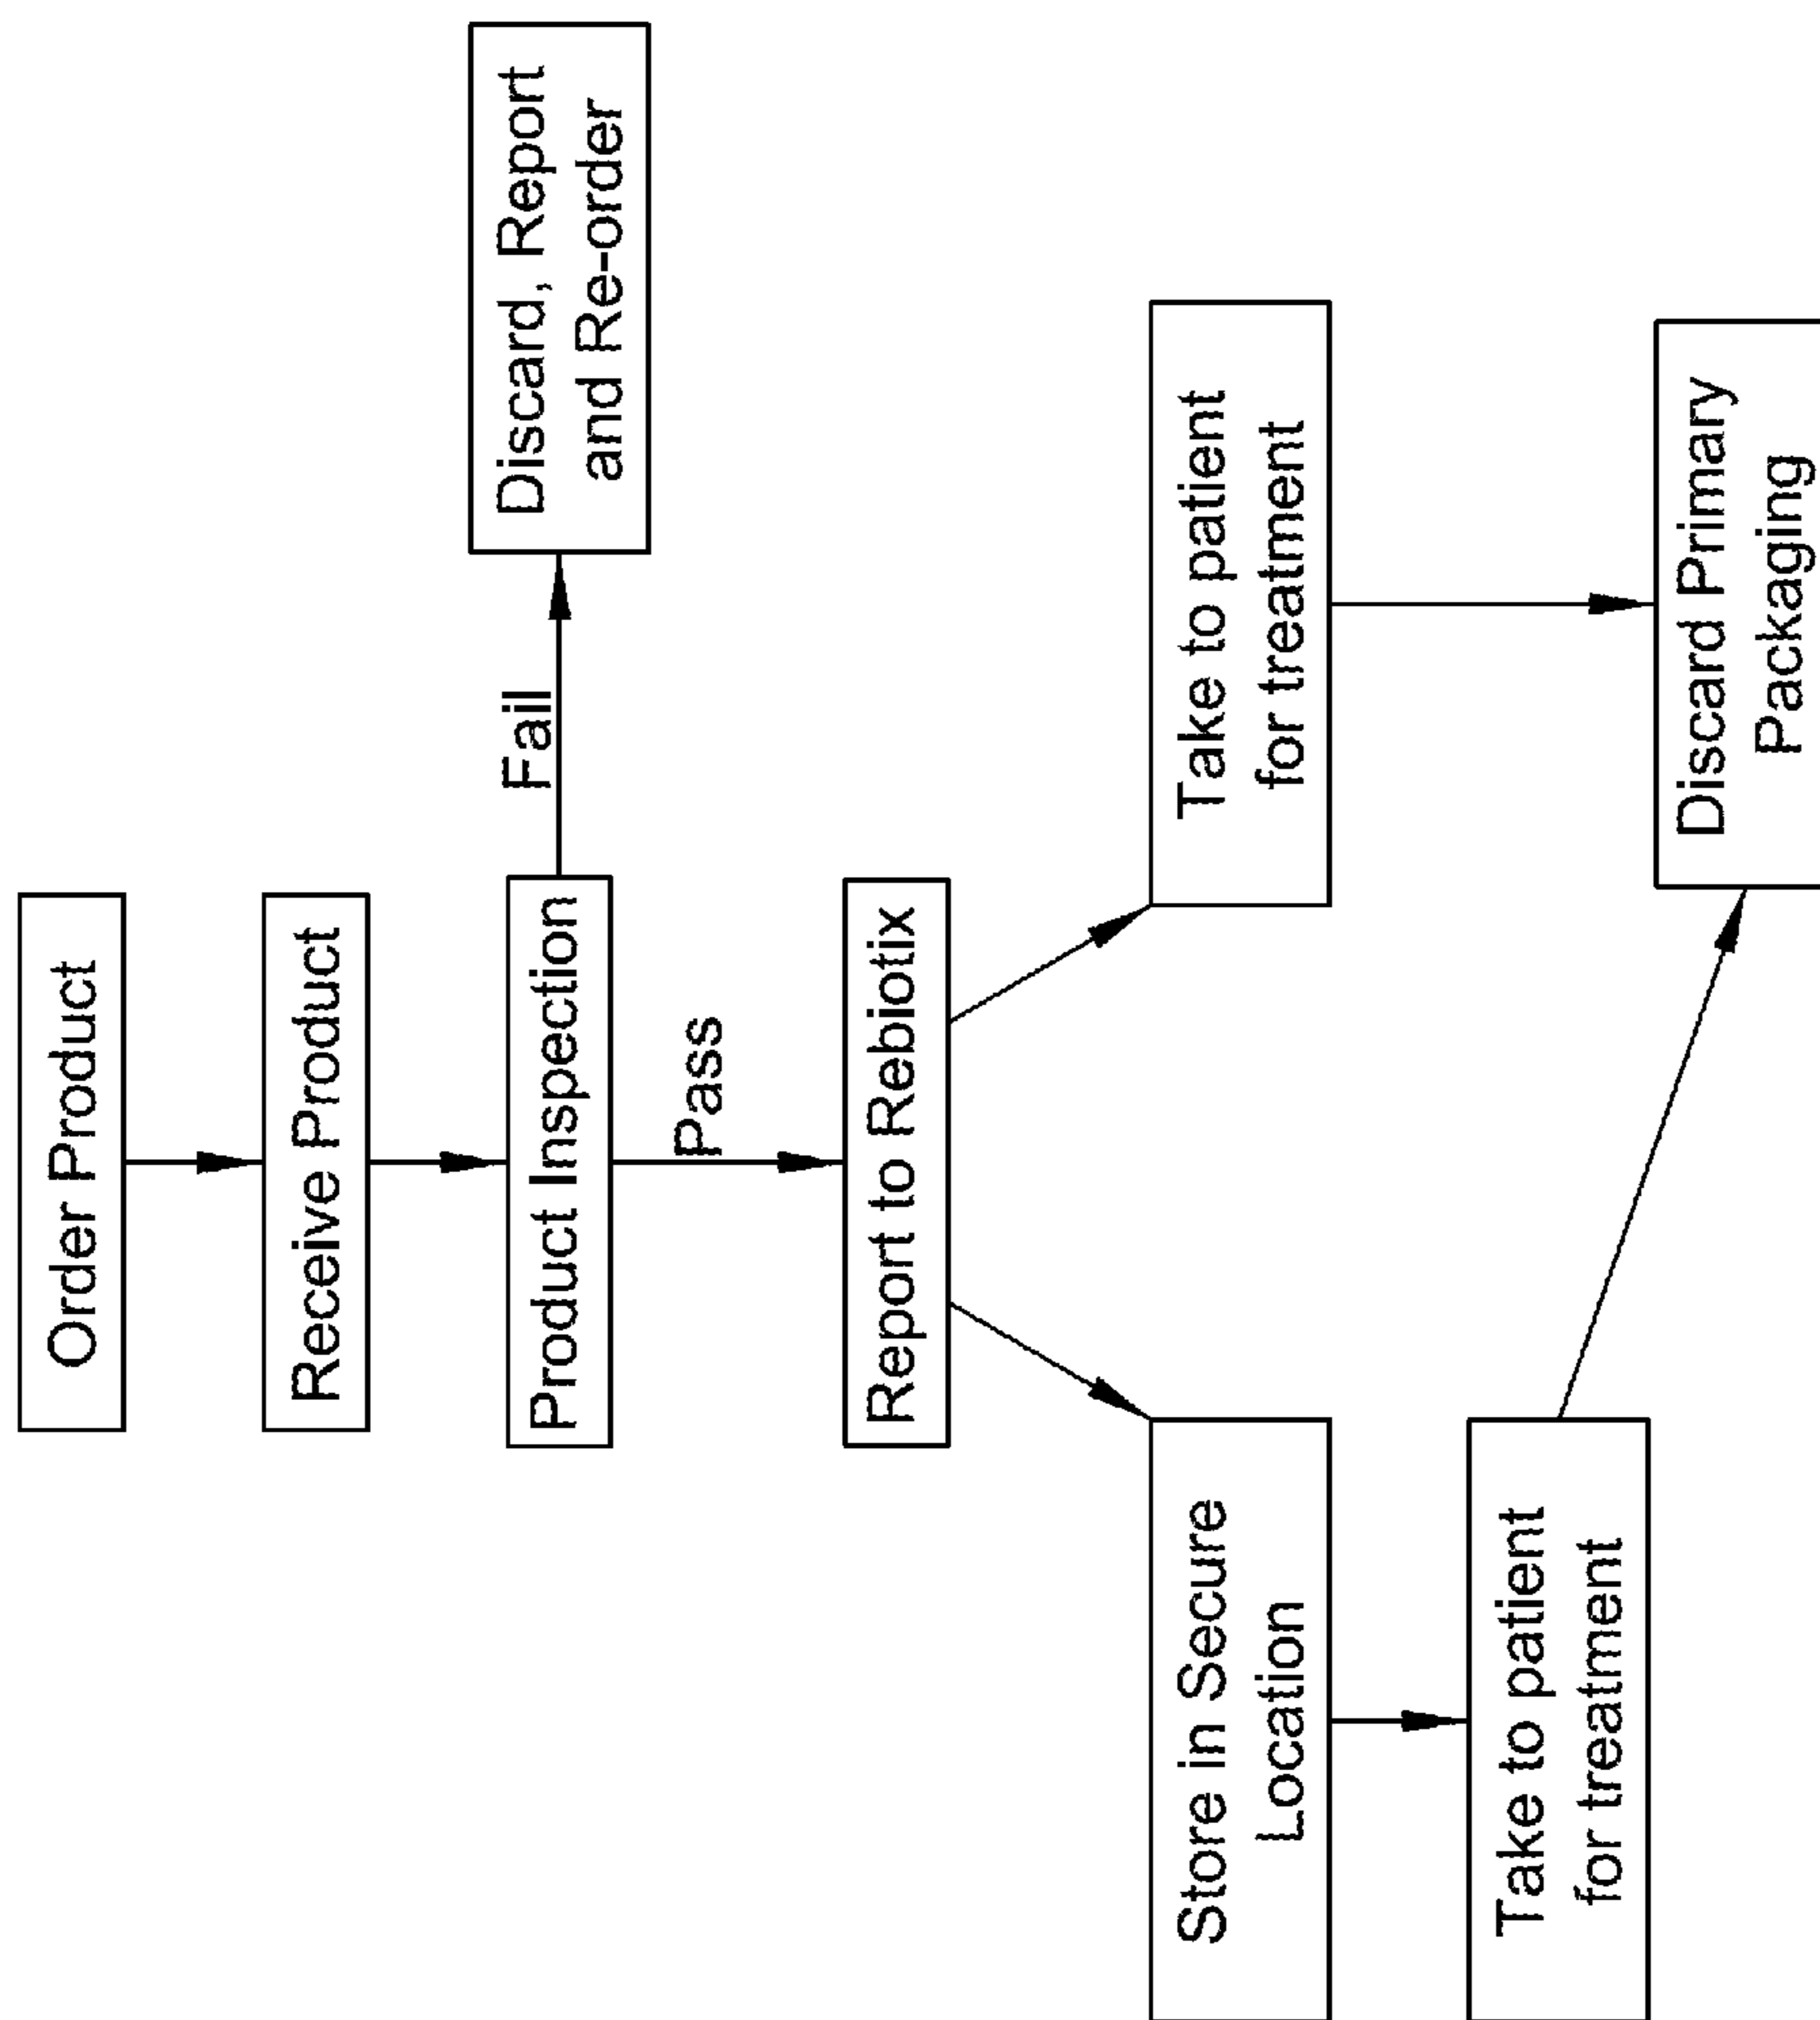 Order Product
Receive Product
Product Inspection
Fail
Discard, Report
and Re-order
Pass
Report to Rebiotix
Store in Secure
Location
Take to patient
for treatment
Take to patient
for treatment
Discard Primary
Packaging